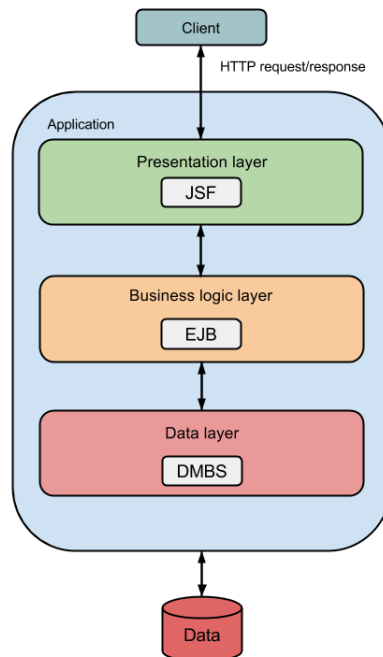 Client
HTTP request/response
Application
Presentation layer
JSF
Business logic layer
EJB
Data layer
DMBS
Data